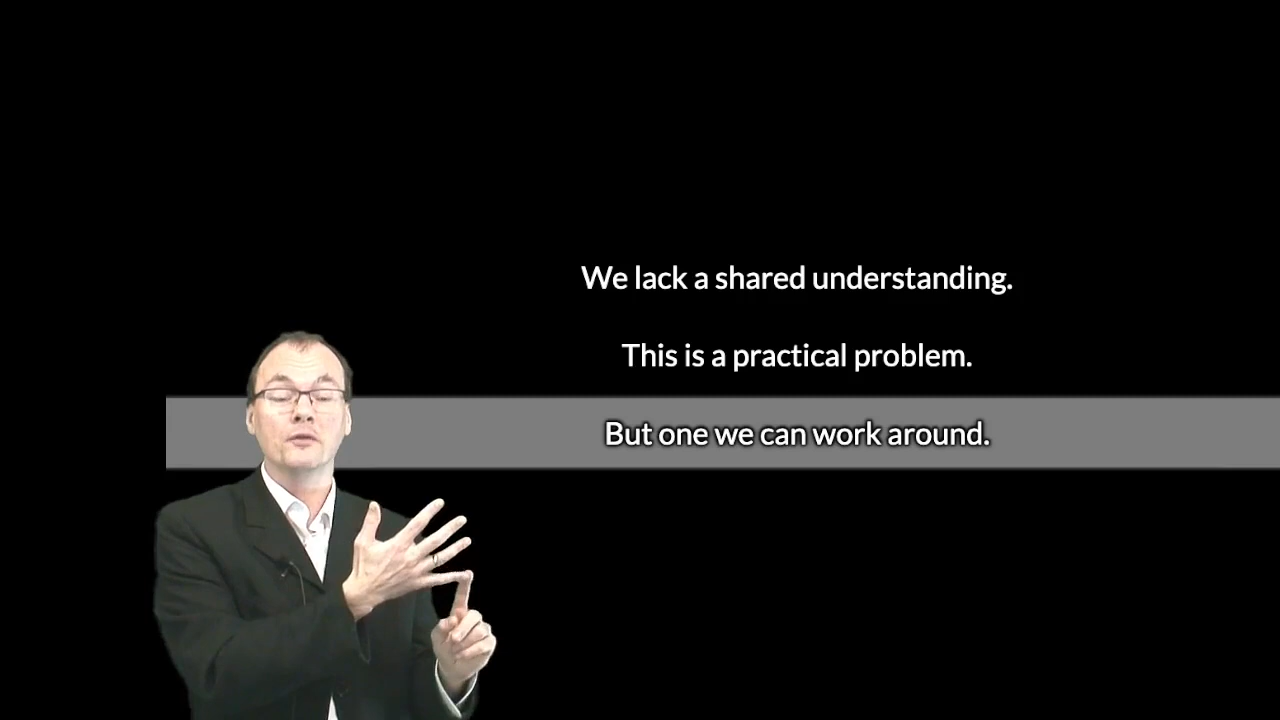 We lack a shared understanding.
This is a practical problem.
But one we can work around.